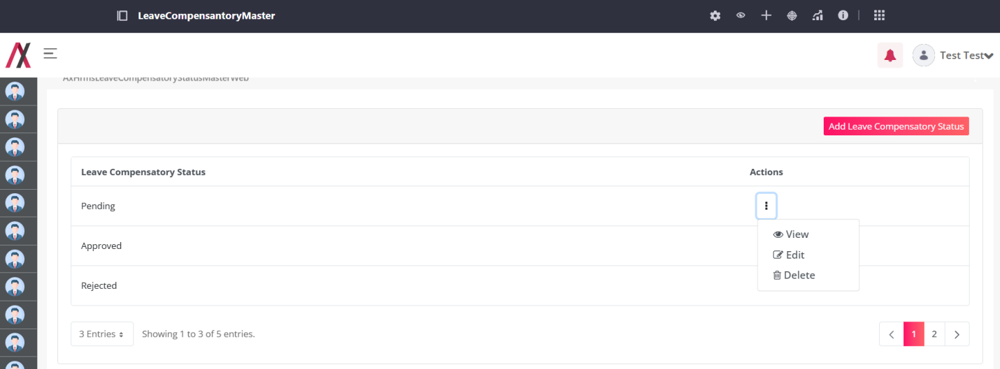 LeaveCompensantoryMaster
Test Test
AxHrmsLeaveCompensatoryStatusMasterWeb
Add Leave Compensatory Status
Leave Compensatory Status Actions
Pending
View
Edit
Approved
Delete
Rejected
3 Entries Showing 1 to 3 of 5 entries. 1 2